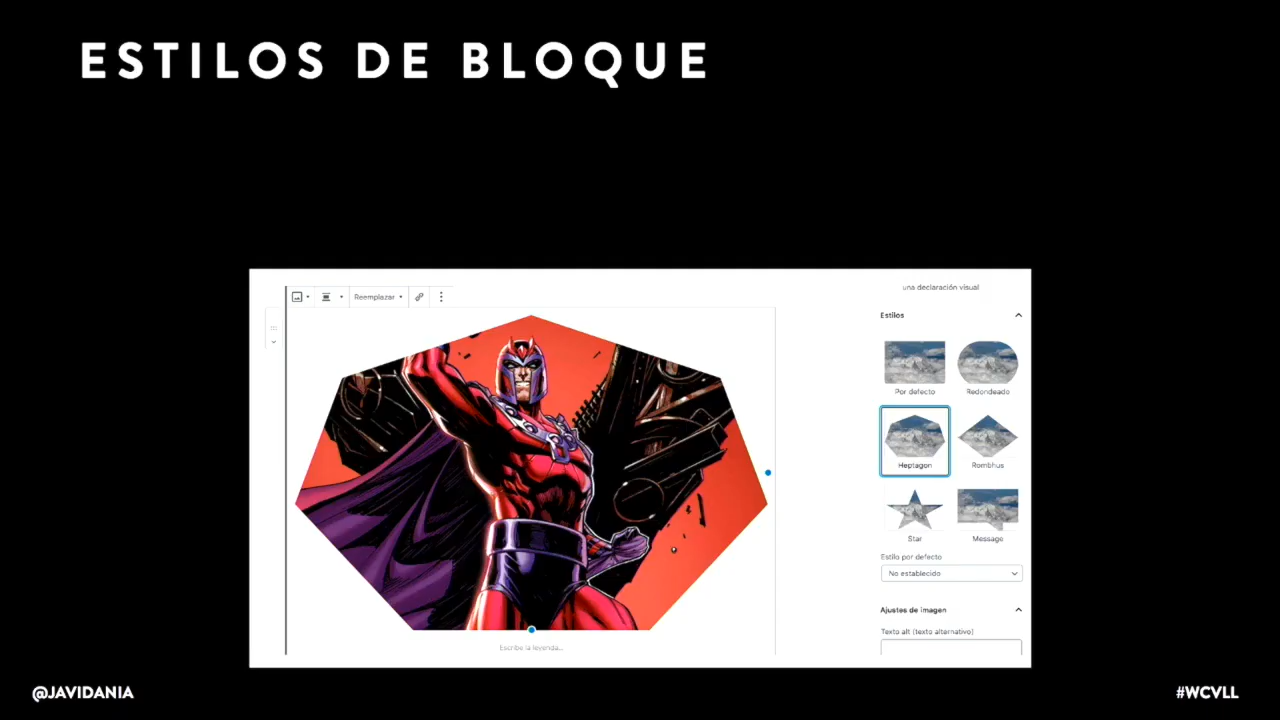 ESTILOS DE BLOQUE
Reemplazar
una declaración visual
Estilos
Por defecto
Redondeado
Heptagon
Rombhus
Star
Message
Estilo por defecto
No establecido
Ajustes de imagen
Texto alt (texto alternativo)
Escribe la leyenda...
@JAVIDANIA
#WCVLL